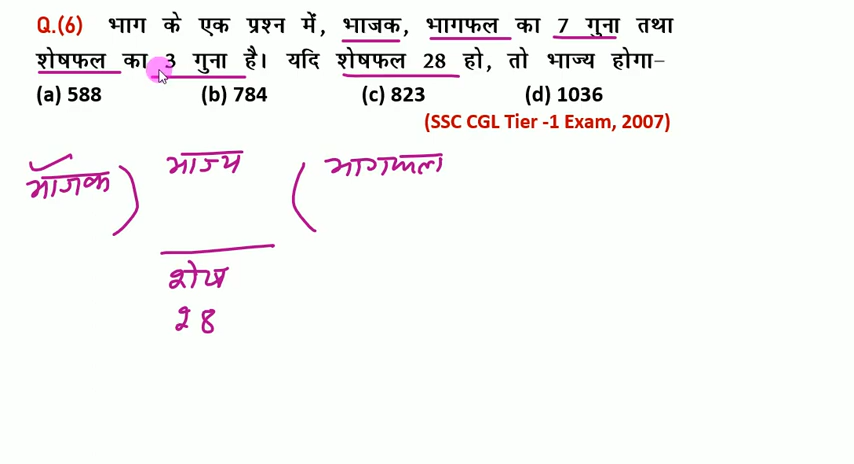 Q.(6) भाग के एक प्रश्न में, भाजक, भागफल का 7 गुना तथा
शेषफल का 3 गुना है। यदि शेषफल 28 हो, तो भाज्य होगा–
(a) 588 (b) 784 (c) 823 (d) 1036
(SSC CGL Tier -1 Exam, 2007)
भाजक ) भाज्य ( भागफल
शेष
28